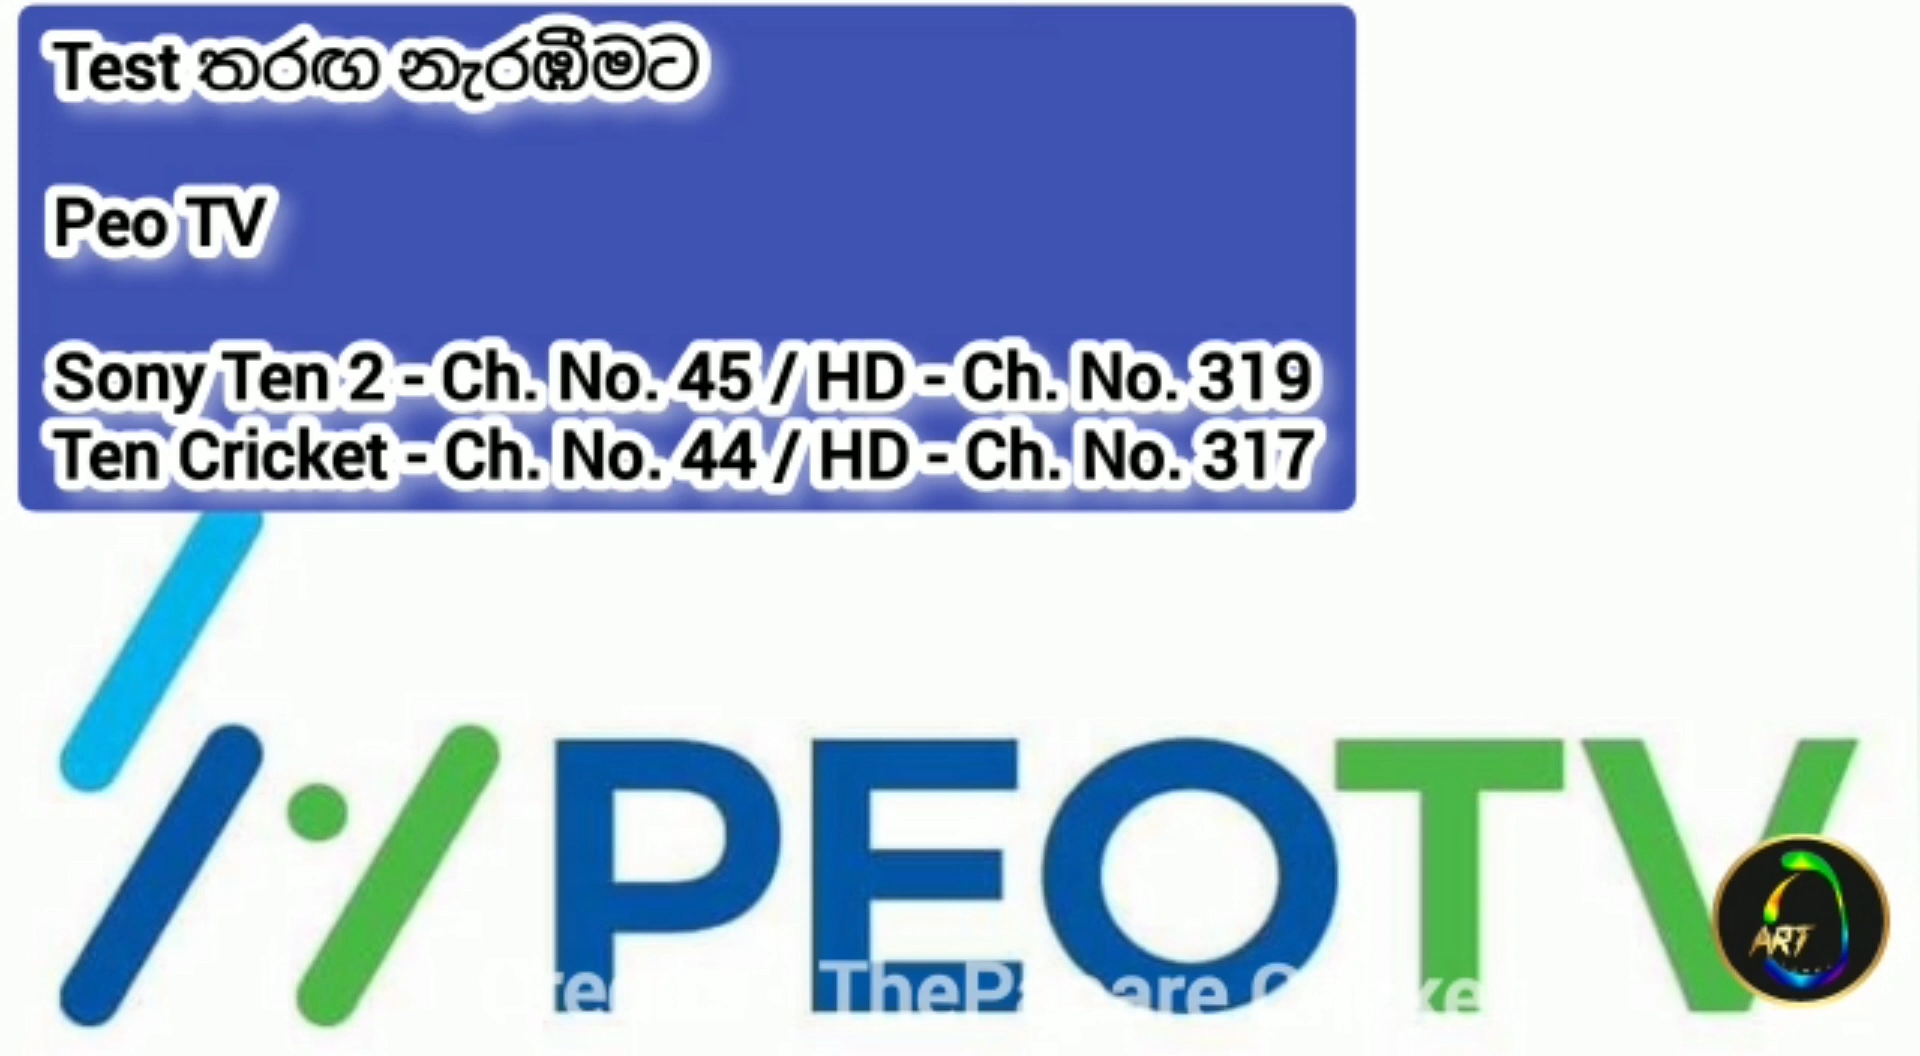 Test තරඟ නැරඹීමට
Peo TV
Sony Ten 2 - Ch. No. 45 / HD - Ch. No. 319
Ten Cricket - Ch. No. 44 / HD - Ch. No. 317
PEOTV
ART
ThePapare